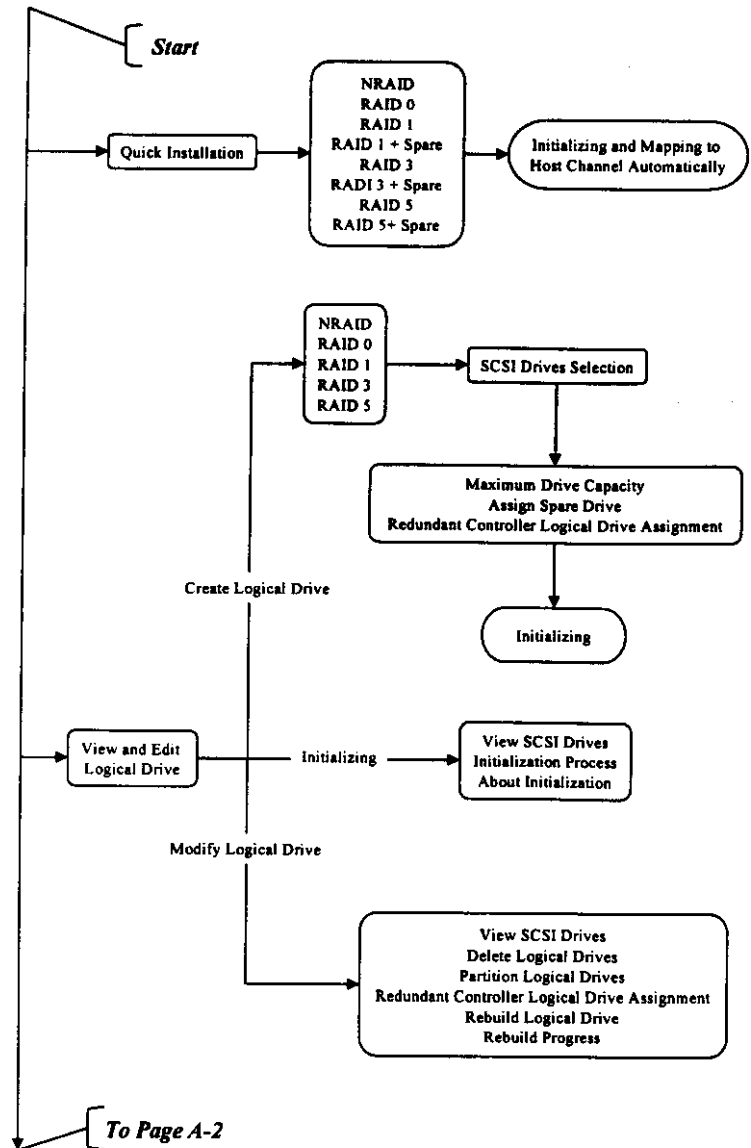 Start
Quick Installation
NRAID
RAID 0
RAID 1
RAID 1 + Spare
RAID 3
RADI 3 + Spare
RAID 5
RAID 5+ Spare
Initializing and Mapping to
Host Channel Automatically
NRAID
RAID 0
RAID 1
RAID 3
RAID 5
SCSI Drives Selection
Maximum Drive Capacity
Assign Spare Drive
Redundant Controller Logical Drive Assignment
Create Logical Drive
Initializing
View and Edit
Logical Drive
Initializing
View SCSI Drives
Initialization Process
About Initialization
Modify Logical Drive
View SCSI Drives
Delete Logical Drives
Partition Logical Drives
Redundant Controller Logical Drive Assignment
Rebuild Logical Drive
Rebuild Progress
To Page A-2